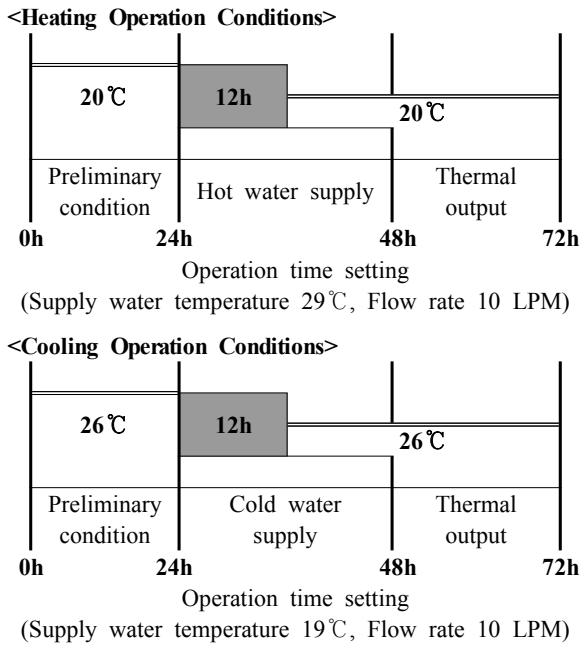 <Heating Operation Conditions>
20℃ 12h 20℃
Preliminary condition Hot water supply Thermal output
0h 24h 48h 72h
Operation time setting
(Supply water temperature 29℃, Flow rate 10 LPM)
<Cooling Operation Conditions>
26℃ 12h 26℃
Preliminary condition Cold water supply Thermal output
0h 24h 48h 72h
Operation time setting
(Supply water temperature 19℃, Flow rate 10 LPM)